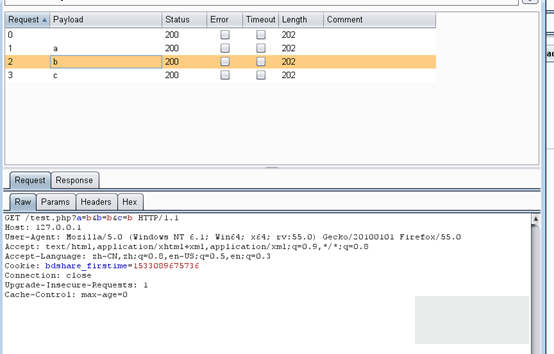 Request Payload Status Error Timeout Length Comment
0 200 202
1 a 200 202
2 b 200 202
3 c 200 202
Request Response
Raw Params Headers Hex
GET /test.php?a=b&b=b&c=b HTTP/1.1
Host: 127.0.0.1
User-Agent: Mozilla/5.0 (Windows NT 6.1; Win64; x64; rv:55.0) Gecko/20100101 Firefox/55.0
Accept: text/html,application/xhtml+xml,application/xml;q=0.9,*/*;q=0.8
Accept-Language: zh-CN,zh;q=0.8,en-US;q=0.5,en;q=0.3
Cookie: bdshare_firstime=1533089675736
Connection: close
Upgrade-Insecure-Requests: 1
Cache-Control: max-age=0